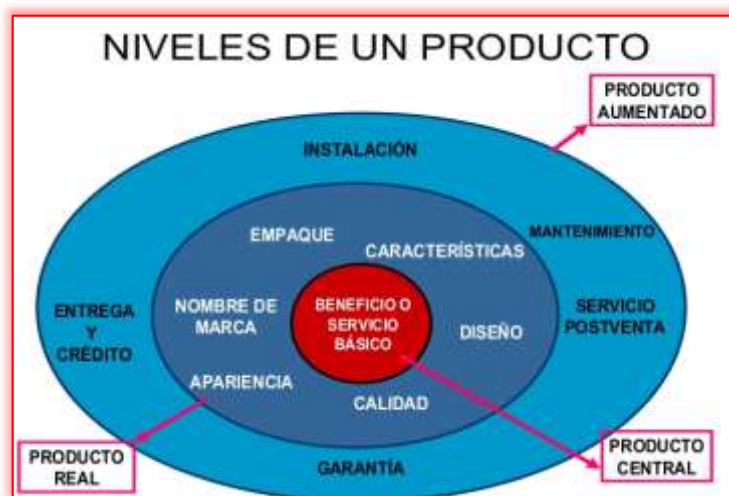 NIVELES DE UN PRODUCTO
PRODUCTO
AUMENTADO
INSTALACIÓN
EMPAQUE
CARACTERÍSTICAS
MANTENIMIENTO
ENTREGA
Y
CRÉDITO
NOMBRE DE
MARCA
BENEFICIO O
SERVICIO
BÁSICO
DISEÑO
SERVICIO
POSTVENTA
APARIENCIA
CALIDAD
PRODUCTO
REAL
GARANTÍA
PRODUCTO
CENTRAL